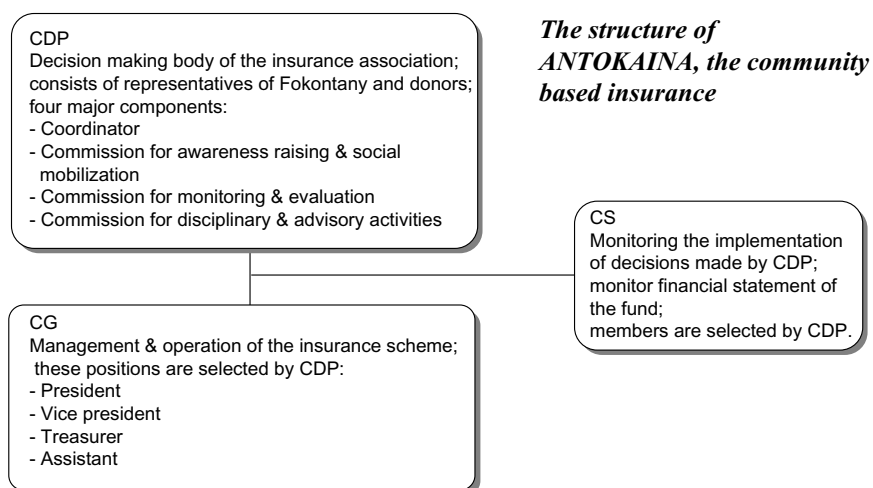 The structure of
ANTOKAINA, the community
based insurance
CDP
Decision making body of the insurance association;
consists of representatives of Fokontany and donors;
four major components:
- Coordinator
- Commission for awareness raising & social
mobilization
- Commission for monitoring & evaluation
- Commission for disciplinary & advisory activities
CS
Monitoring the implementation
of decisions made by CDP;
monitor financial statement of
the fund;
members are selected by CDP.
CG
Management & operation of the insurance scheme;
these positions are selected by CDP:
- President
- Vice president
- Treasurer
- Assistant